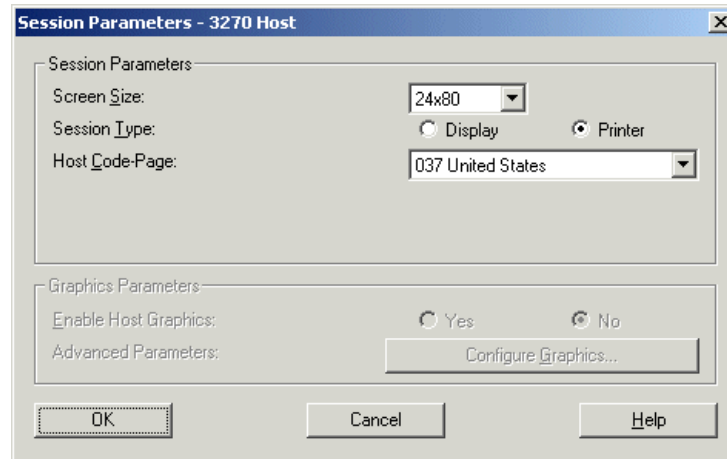 Session Parameters - 3270 Host
Session Parameters
Screen Size: 24x80
Session Type: Display Printer
Host Code-Page: 037 United States
Graphics Parameters
Enable Host Graphics: Yes No
Advanced Parameters: Configure Graphics...
OK Cancel Help